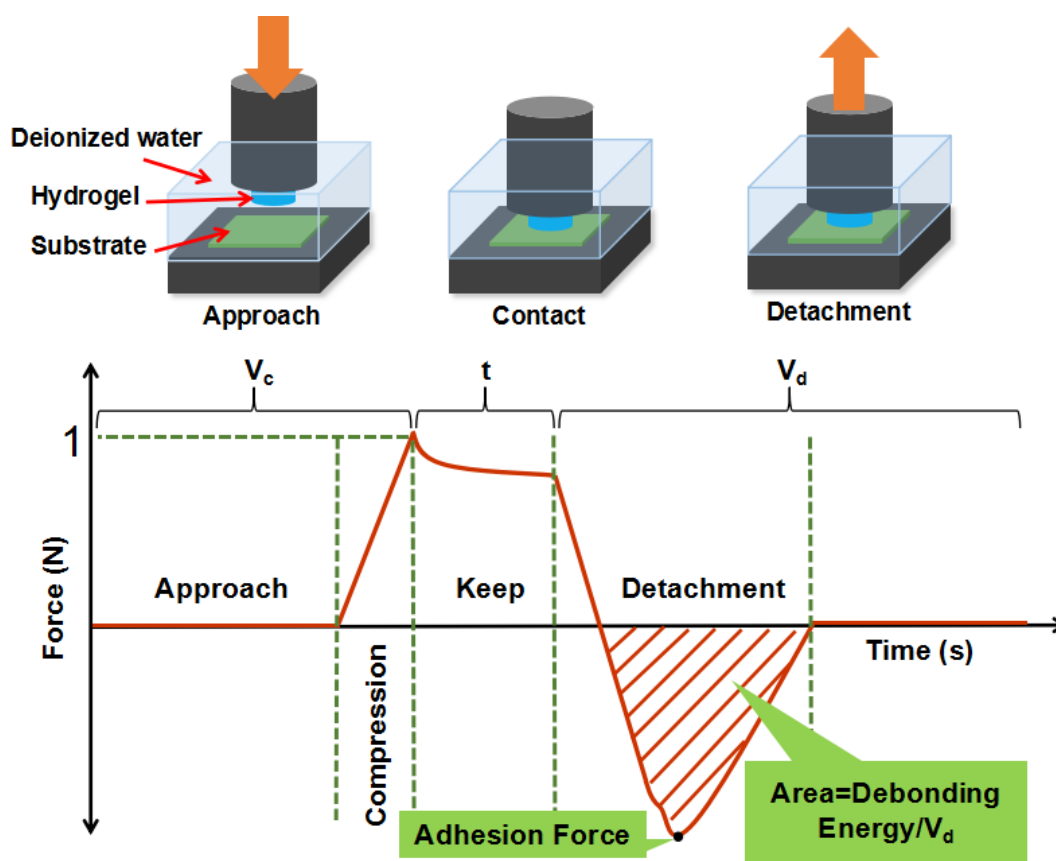 Deionized water
Hydrogel
Substrate
Approach
Contact
Detachment
Vc
t
Vd
1
Force (N)
Approach
Compression
Keep
Detachment
Time (s)
Adhesion Force
Area=Debonding
Energy/Vd